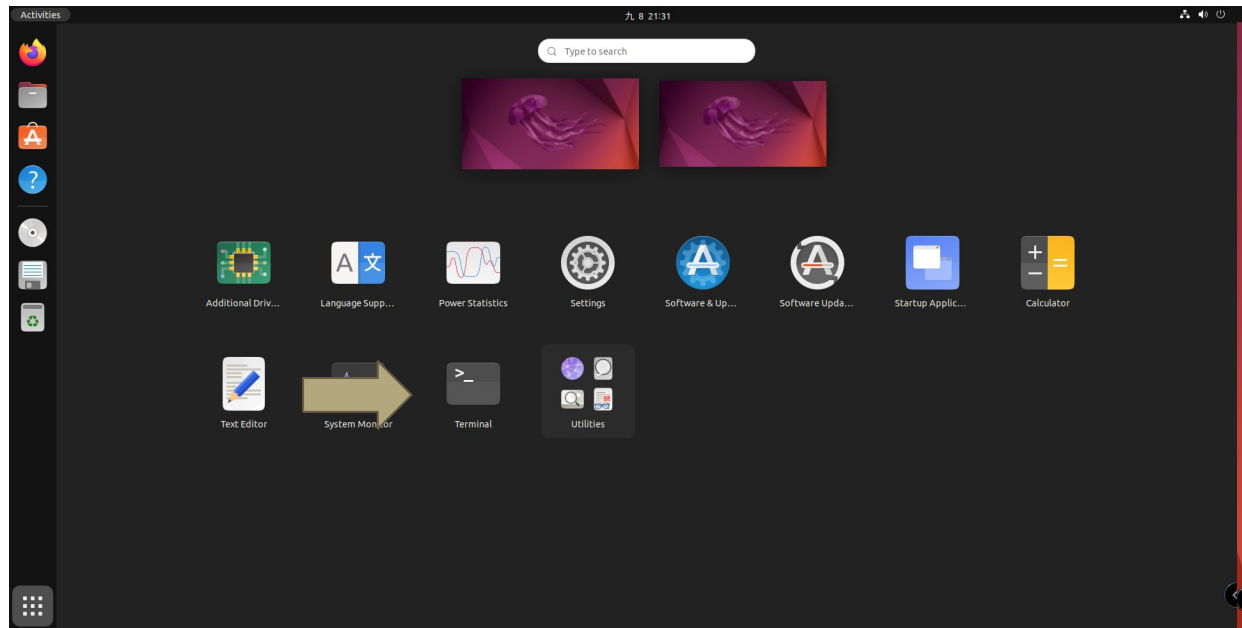 Activities
九 8 21:31
Type to search
Additional Driv...
Language Supp...
Power Statistics
Settings
Software & Up...
Software Upda...
Startup Applic...
Calculator
Text Editor
System Monitor
Terminal
Utilities